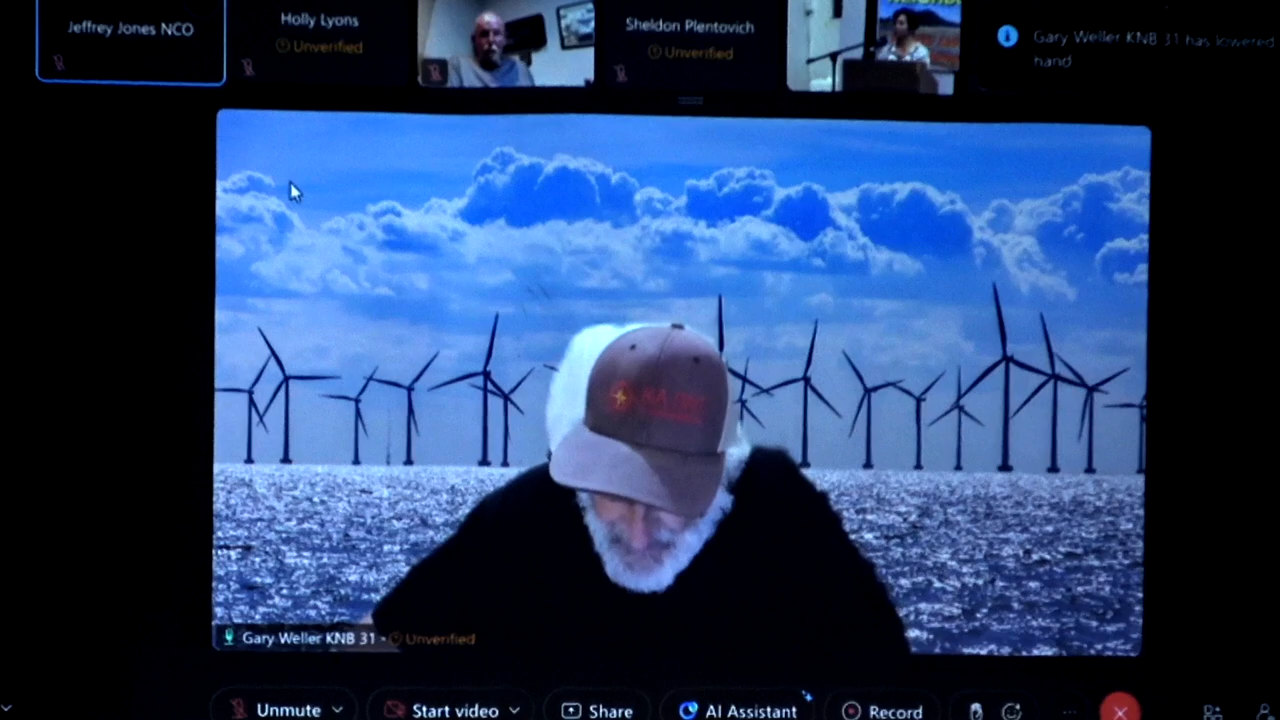 Jeffrey Jones NCO
Holly Lyons
Unverified
Sheldon Plentovich
Unverified
Gary Weller KNB 31 has lowered
hand
Gary Weller KNB 31 - Unverified
Unmute
Start video
Share
AI Assistant
Record